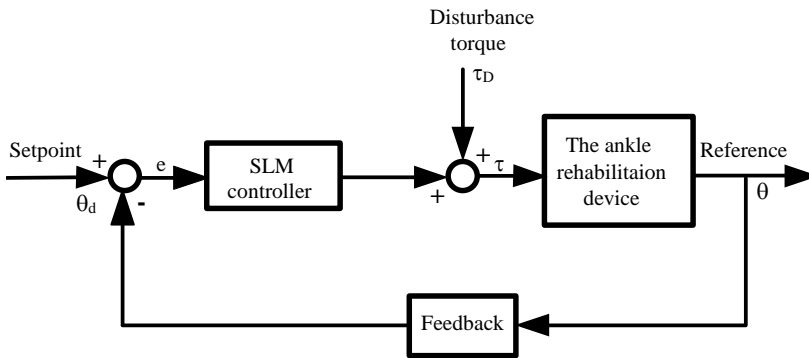 Disturbance
torque
τD
Setpoint
+
θd
-
e
SLM
controller
+
+
τ
The ankle
rehabilitaion
device
Reference
θ
Feedback